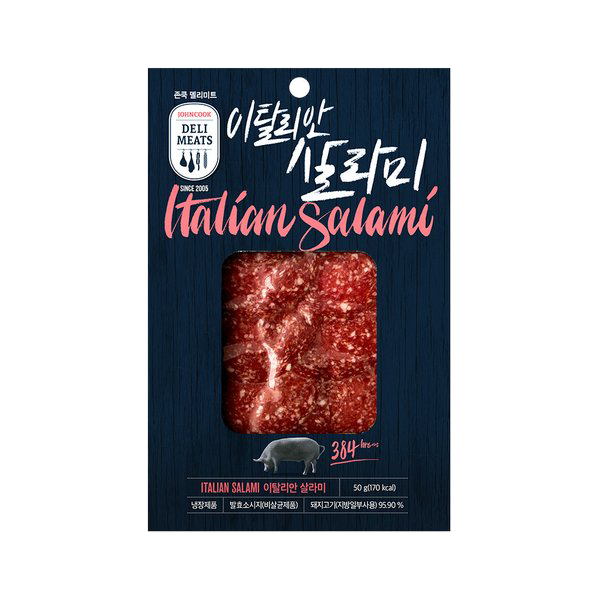 존쿡 델리미트
JOHNCOOK
DELI
MEATS
SINCE 2005
이탈리안
살라미
Italian Salami
384 hrs
ITALIAN SALAMI 이탈리안 살라미
50 g(170 kcal)
냉장제품
발효소시지(비살균제품)
돼지고기(지방일부사용) 95.90 %